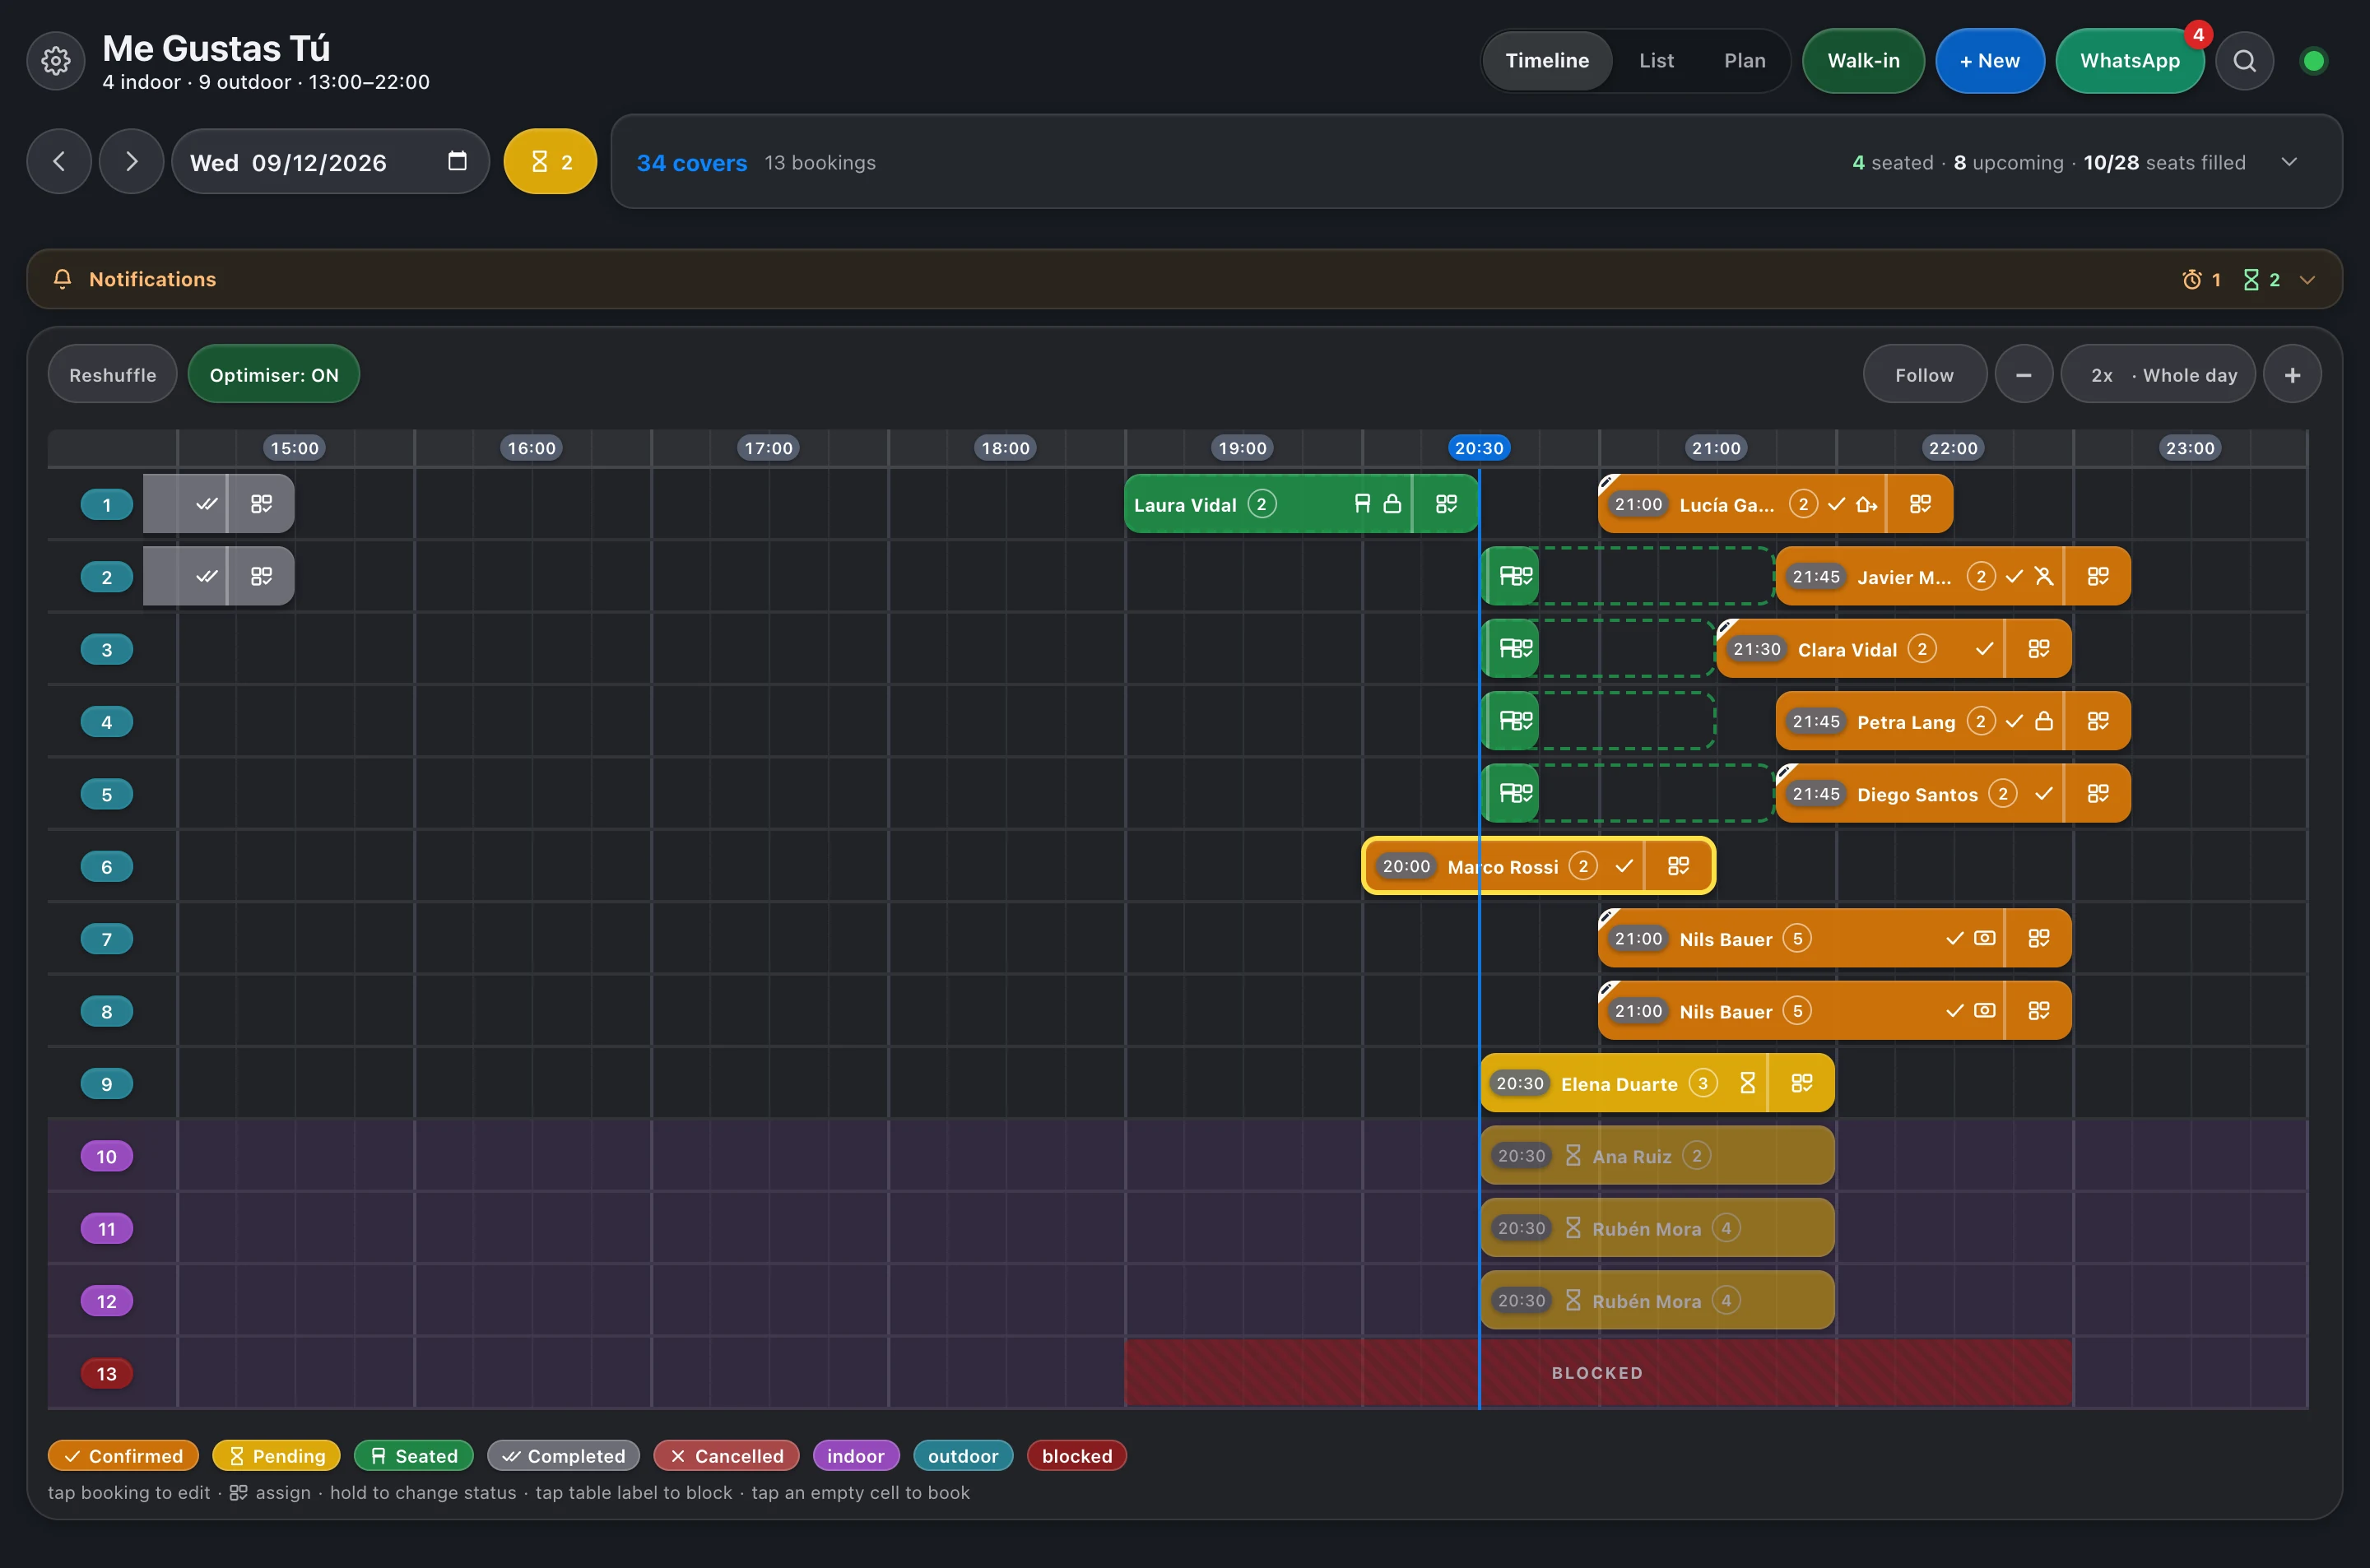 Me Gustas Tú
4 indoor · 9 outdoor · 13:00–22:00
Timeline
List
Plan
Walk-in
+ New
WhatsApp
4
Wed 09/12/2026
2
34 covers 13 bookings
4 seated · 8 upcoming · 10/28 seats filled
Notifications
1
2
Reshuffle
Optimiser: ON
Follow
−
2x · Whole day
+
15:00 16:00 17:00 18:00 19:00 20:30 21:00 22:00 23:00
1
Laura Vidal 2
21:00 Lucía Ga... 2
2
21:45 Javier M... 2
3
21:30 Clara Vidal 2
4
21:45 Petra Lang 2
5
21:45 Diego Santos 2
6
20:00 Marco Rossi 2
7
21:00 Nils Bauer 5
8
21:00 Nils Bauer 5
9
20:30 Elena Duarte 3
10
20:30 Ana Ruiz 2
11
20:30 Rubén Mora 4
12
20:30 Rubén Mora 4
13
BLOCKED
Confirmed Pending Seated Completed Cancelled indoor outdoor blocked
tap booking to edit · assign · hold to change status · tap table label to block · tap an empty cell to book